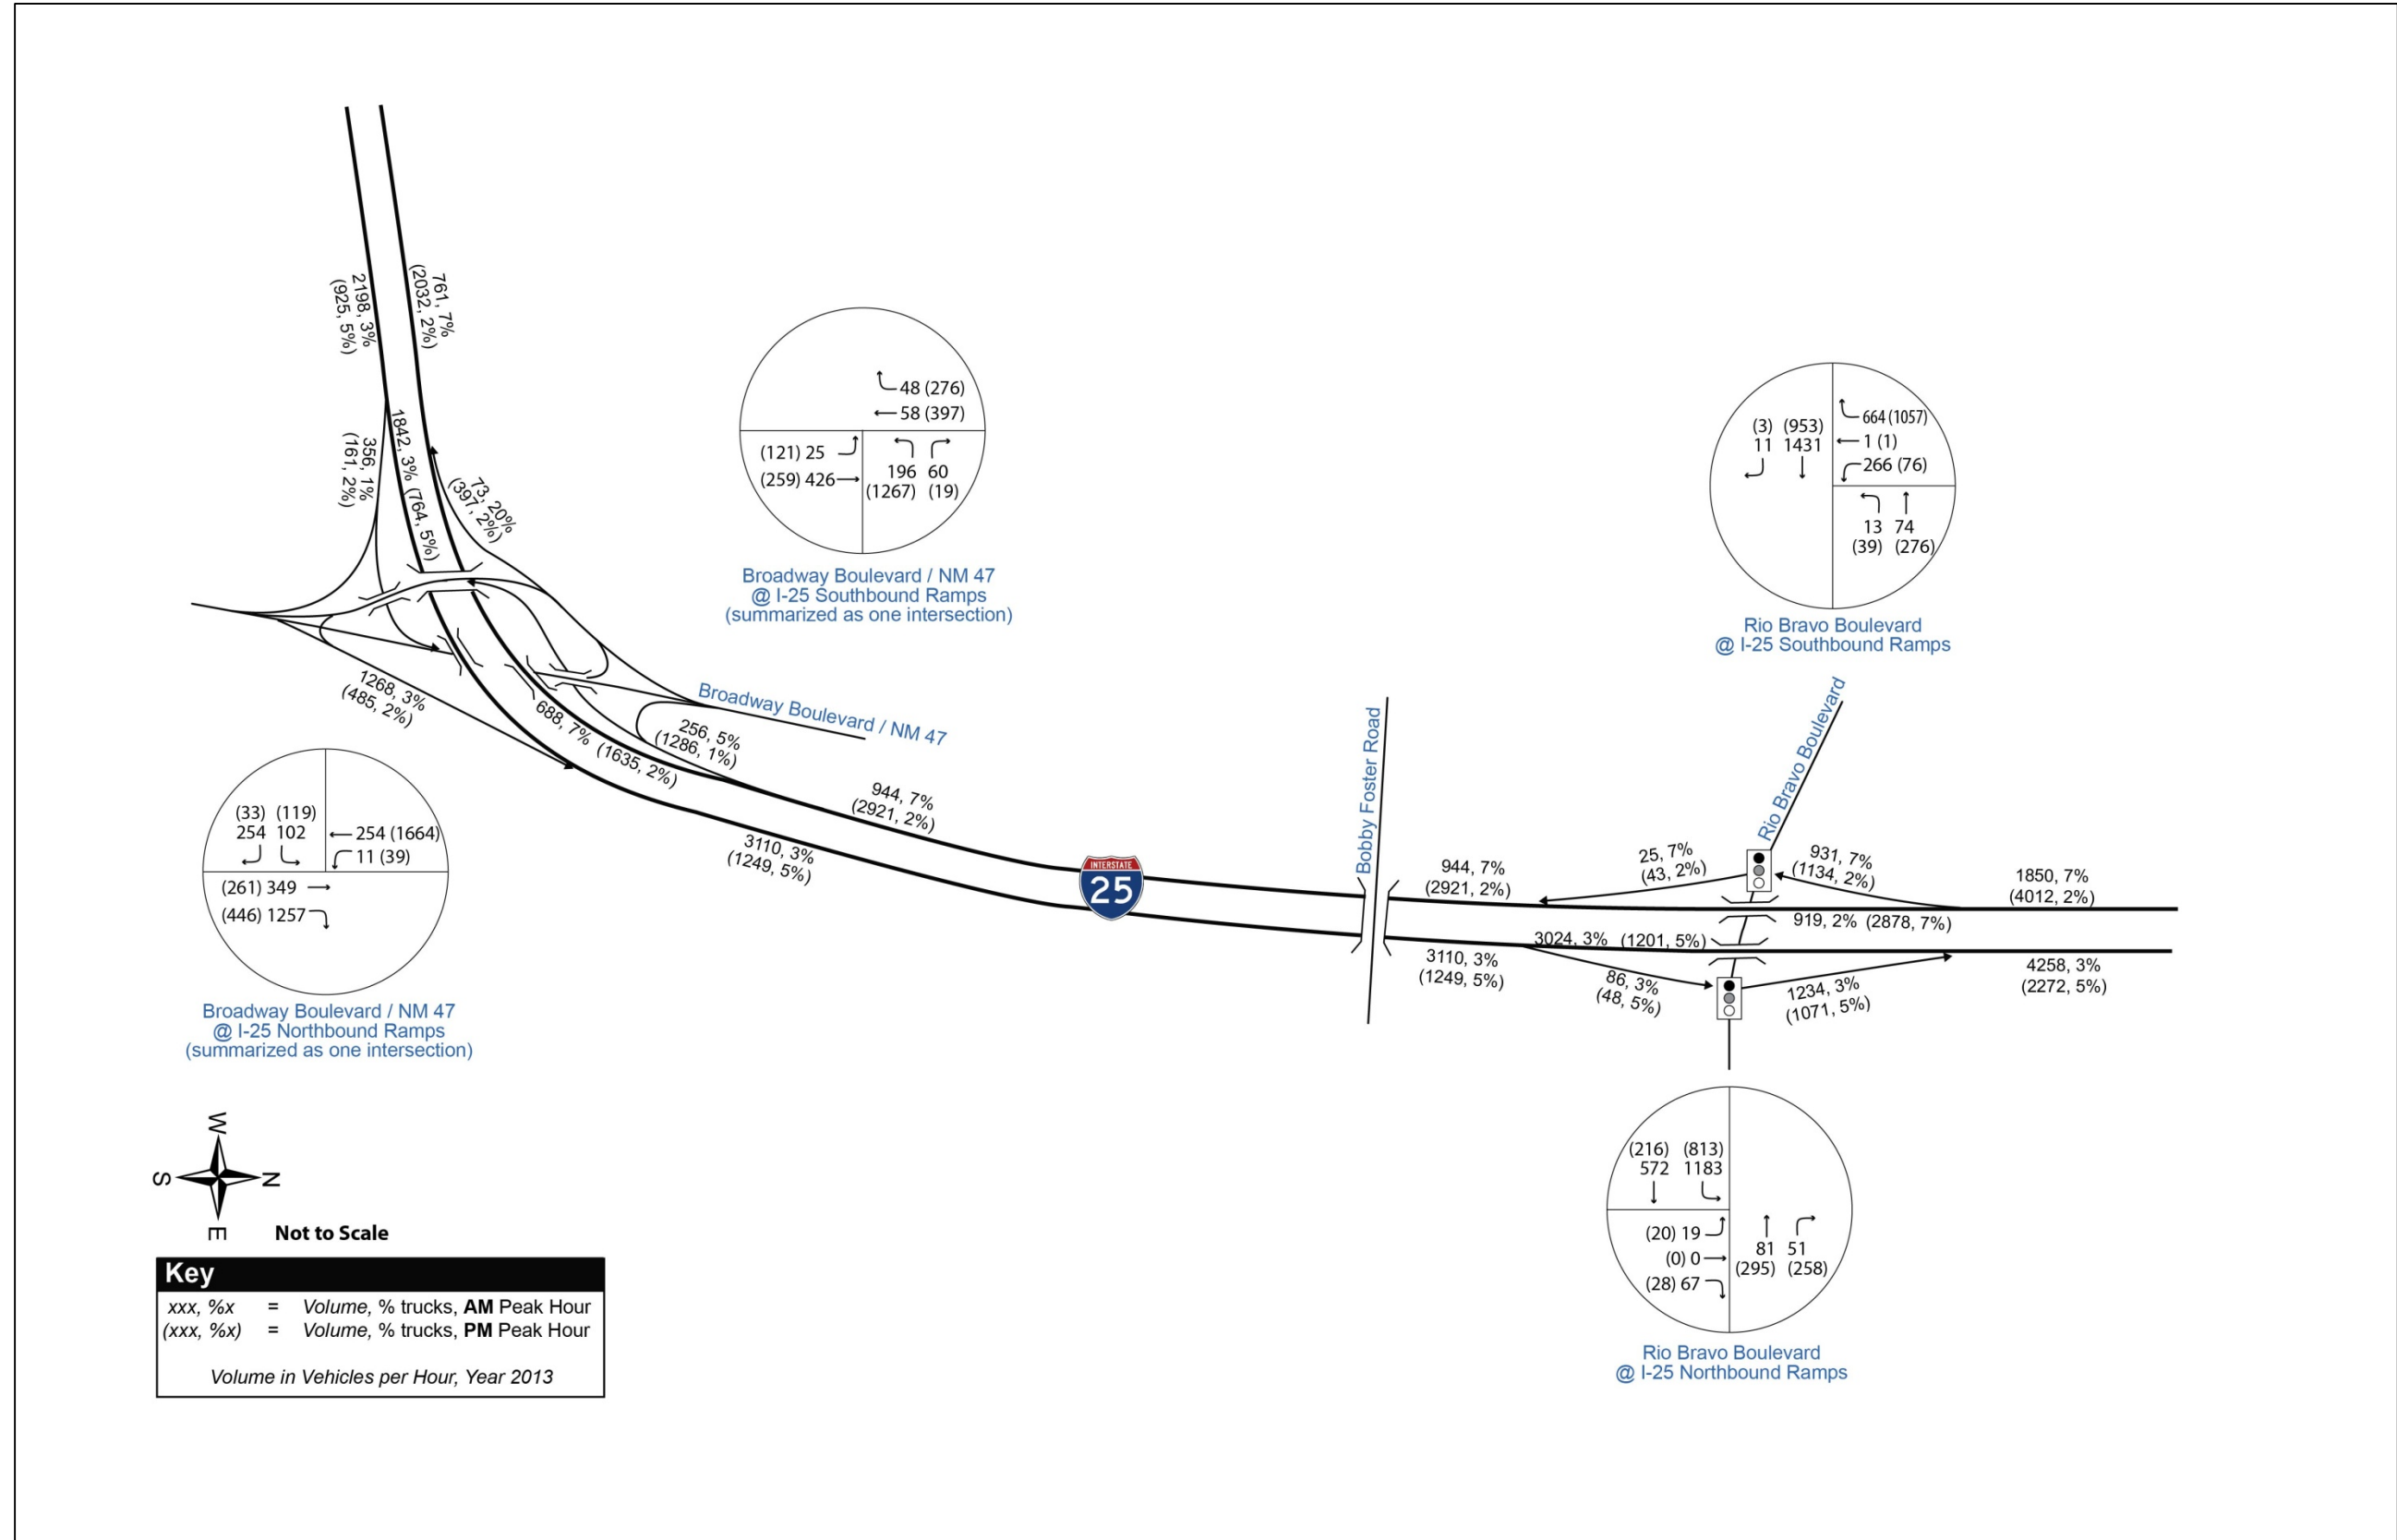 2198, 3%
(925, 5%)
761, 7%
(2032, 2%)
356, 1%
(161, 2%)
1842, 3% (764, 5%)
73, 20%
(397, 2%)
48 (276)
58 (397)
(121) 25
(259) 426
196 60
(1267) (19)
Broadway Boulevard / NM 47
@ I-25 Southbound Ramps
(summarized as one intersection)
(3) (953)
11 1431
664 (1057)
1 (1)
266 (76)
13 74
(39) (276)
Rio Bravo Boulevard
@ I-25 Southbound Ramps
1268, 3%
(485, 2%)
688, 7% (1635, 2%)
256, 5%
(1286, 1%)
Broadway Boulevard / NM 47
944, 7%
(2921, 2%)
3110, 3%
(1249, 5%)
INTERSTATE
25
Bobby Foster Road
Rio Bravo Boulevard
944, 7%
(2921, 2%)
25, 7%
(43, 2%)
931, 7%
(1134, 2%)
1850, 7%
(4012, 2%)
919, 2% (2878, 7%)
3024, 3% (1201, 5%)
3110, 3%
(1249, 5%)
86, 3%
(48, 5%)
1234, 3%
(1071, 5%)
4258, 3%
(2272, 5%)
(33) (119)
254 102
254 (1664)
11 (39)
(261) 349
(446) 1257
Broadway Boulevard / NM 47
@ I-25 Northbound Ramps
(summarized as one intersection)
(216) (813)
572 1183
(20) 19
(0) 0
(28) 67
81 51
(295) (258)
Rio Bravo Boulevard
@ I-25 Northbound Ramps
W
S N
E
Not to Scale
Key
xxx, %x = Volume, % trucks, AM Peak Hour
(xxx, %x) = Volume, % trucks, PM Peak Hour
Volume in Vehicles per Hour, Year 2013